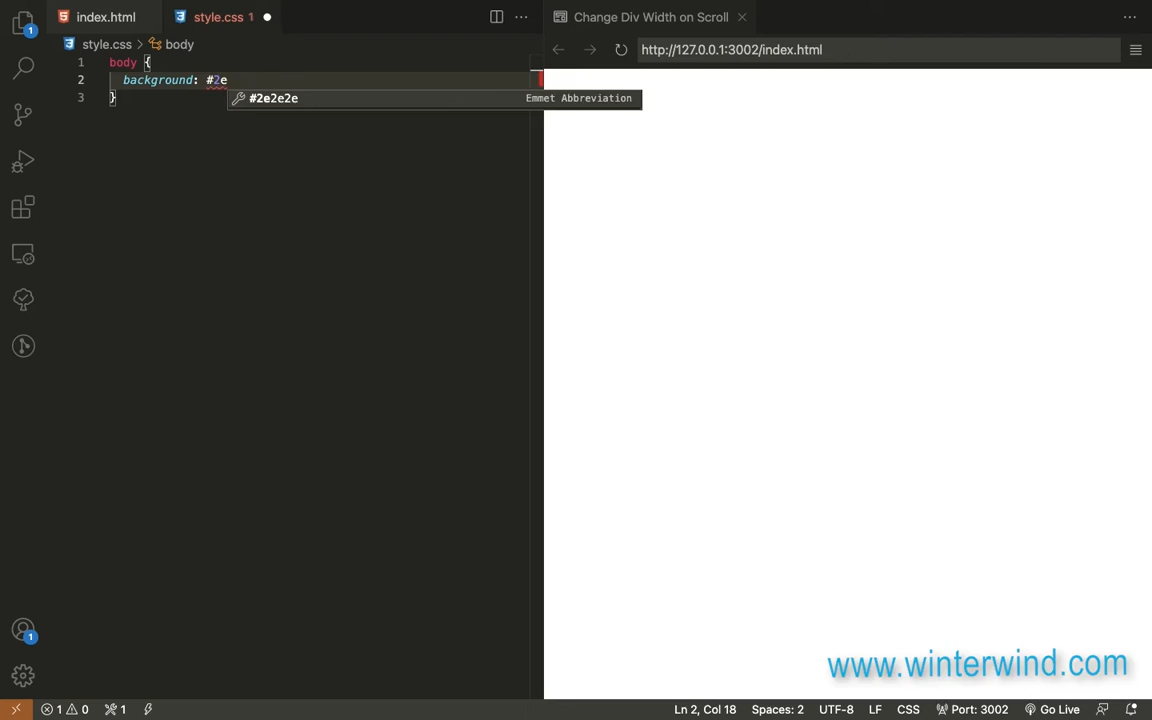 index.html
style.css 1
Change Div Width on Scroll
style.css > body
http://127.0.0.1:3002/index.html
1 body {
2 background: #2e
3 }
#2e2e2e Emmet Abbreviation
1
1
www.winterwind.com
1 0 1 Ln 2, Col 18 Spaces: 2 UTF-8 LF CSS Port: 3002 Go Live